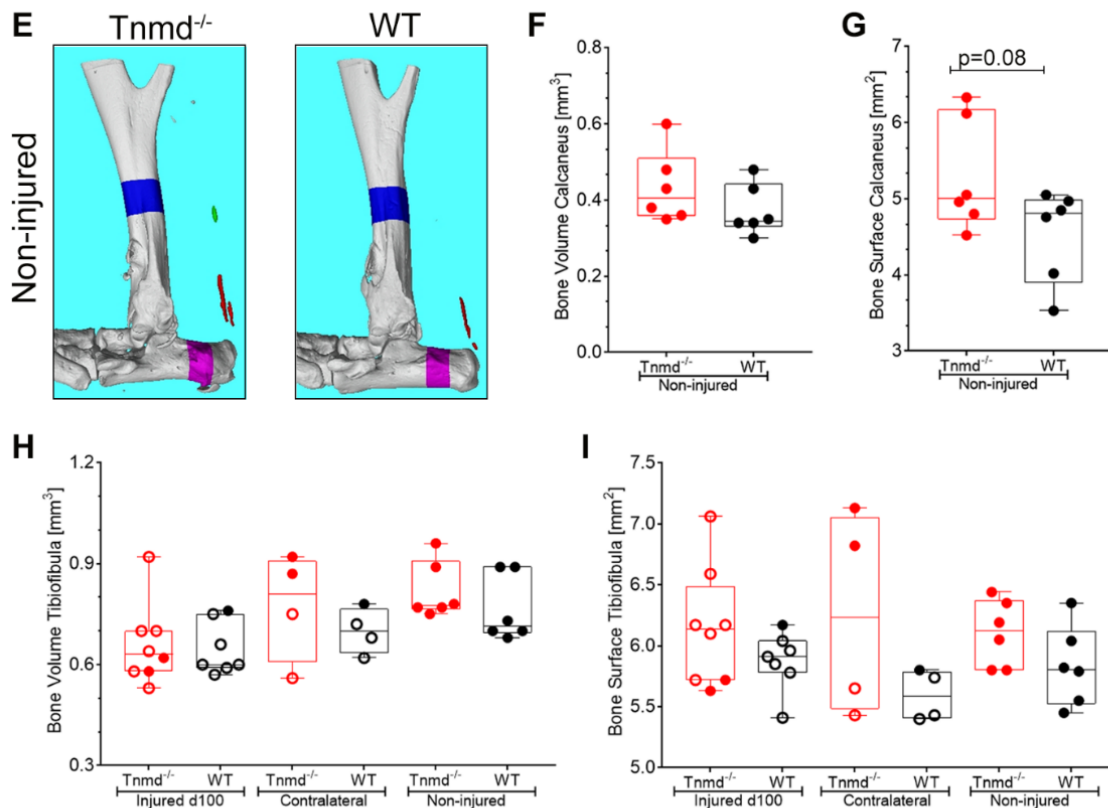 E
Tnmd-/-
WT
Non-injured
F
Bone Volume Calcaneus [mm3]
0.8
0.6
0.4
0.2
0.0
Tnmd-/-
WT
Non-injured
G
Bone Surface Calcaneus [mm2]
7
6
5
4
3
p=0.08
Tnmd-/-
WT
Non-injured
H
Bone Volume Tibiofibula [mm3]
1.2
0.9
0.6
0.3
Tnmd-/-
WT
Tnmd-/-
WT
Tnmd-/-
WT
Injured d100
Contralateral
Non-injured
I
Bone Surface Tibiofibula [mm2]
7.5
7.0
6.5
6.0
5.5
5.0
Tnmd-/-
WT
Tnmd-/-
WT
Tnmd-/-
WT
Injured d100
Contralateral
Non-injured